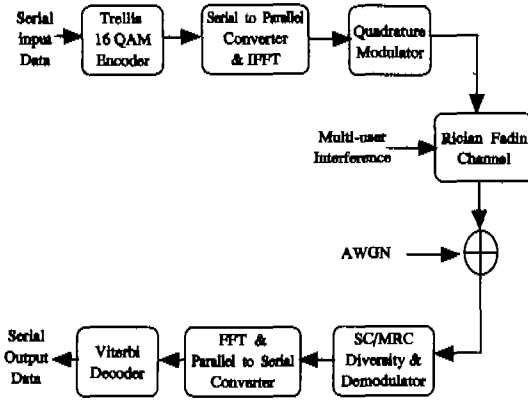 Serial
input
Data
Trellis
16 QAM
Encoder
Serial to Parallel
Converter
& IFFT
Quadrature
Modulator
Multi-user
Interference
Rician Fadin
Channel
AWGN
SC/MRC
Diversity &
Demodulator
FFT &
Parallel to Serial
Converter
Viterbi
Decoder
Serial
Output
Data